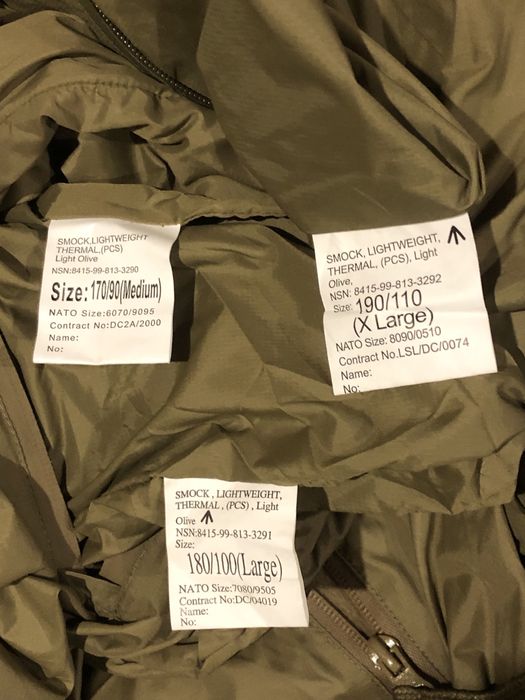 SMOCK,LIGHTWEIGHT
THERMAL,(PCS)
Light Olive
NSN:8415-99-813-3290
Size:170/90(Medium)
NATO Size:6070/9095
Contract No:DC2A/2000
Name:
No:
SMOCK, LIGHTWEIGHT,
THERMAL, (PCS), Light
Olive,
NSN: 8415-99-813-3292
Size: 190/110
(X Large)
NATO Size: 8090/0510
Contract No.LSL/DC/0074
Name:
No:
SMOCK , LIGHTWEIGHT,
THERMAL , (PCS) , Light
Olive
NSN:8415-99-813-3291
Size:
180/100(Large)
NATO Size:7080/9505
Contract No:DC/04019
Name:
No: